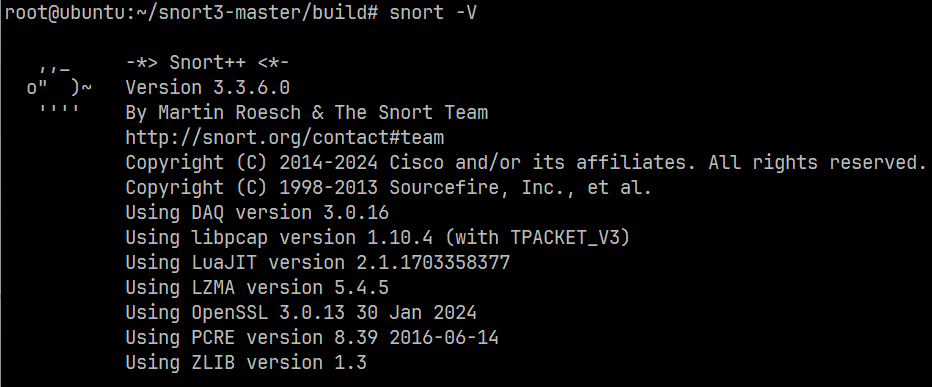 root@ubuntu:~/snort3-master/build# snort -V
   ,,_     -*> Snort++ <*-
  o"  )~   Version 3.3.6.0
   ''''    By Martin Roesch & The Snort Team
           http://snort.org/contact#team
           Copyright (C) 2014-2024 Cisco and/or its affiliates. All rights reserved.
           Copyright (C) 1998-2013 Sourcefire, Inc., et al.
           Using DAQ version 3.0.16
           Using libpcap version 1.10.4 (with TPACKET_V3)
           Using LuaJIT version 2.1.1703358377
           Using LZMA version 5.4.5
           Using OpenSSL 3.0.13 30 Jan 2024
           Using PCRE version 8.39 2016-06-14
           Using ZLIB version 1.3